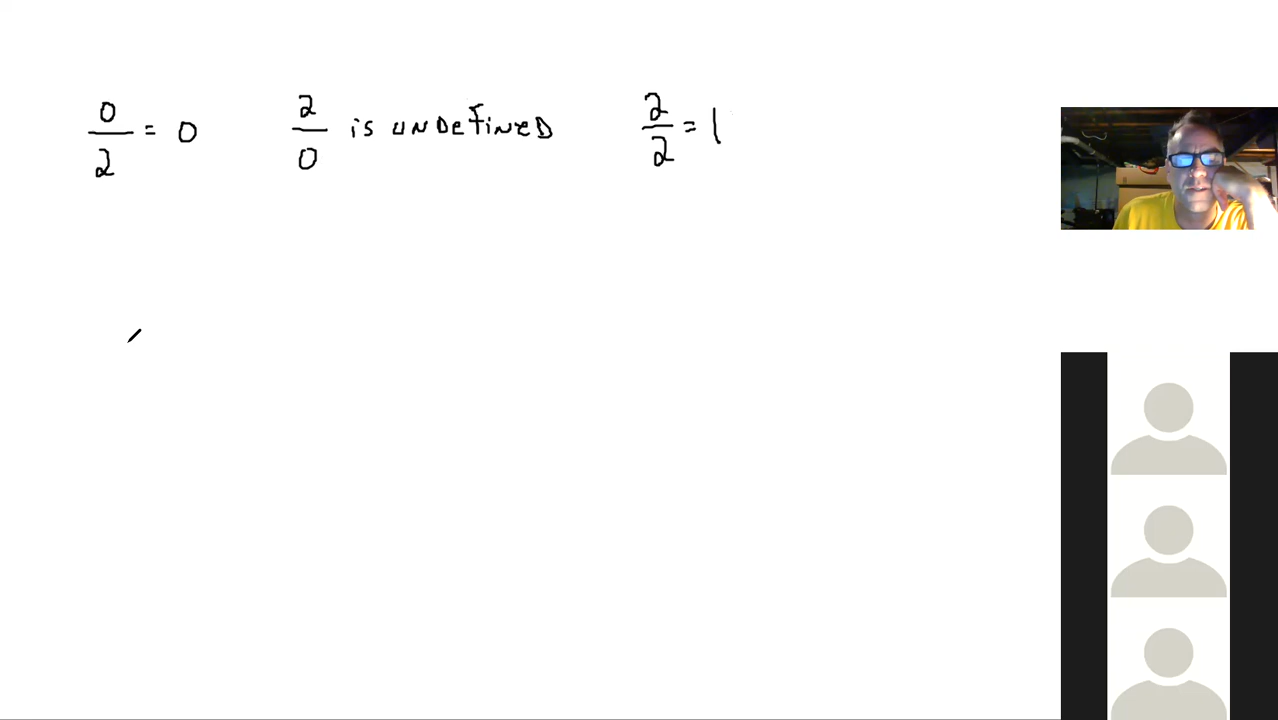 0/2 = 0 2/0 is UNDEFINED 2/2 = 1